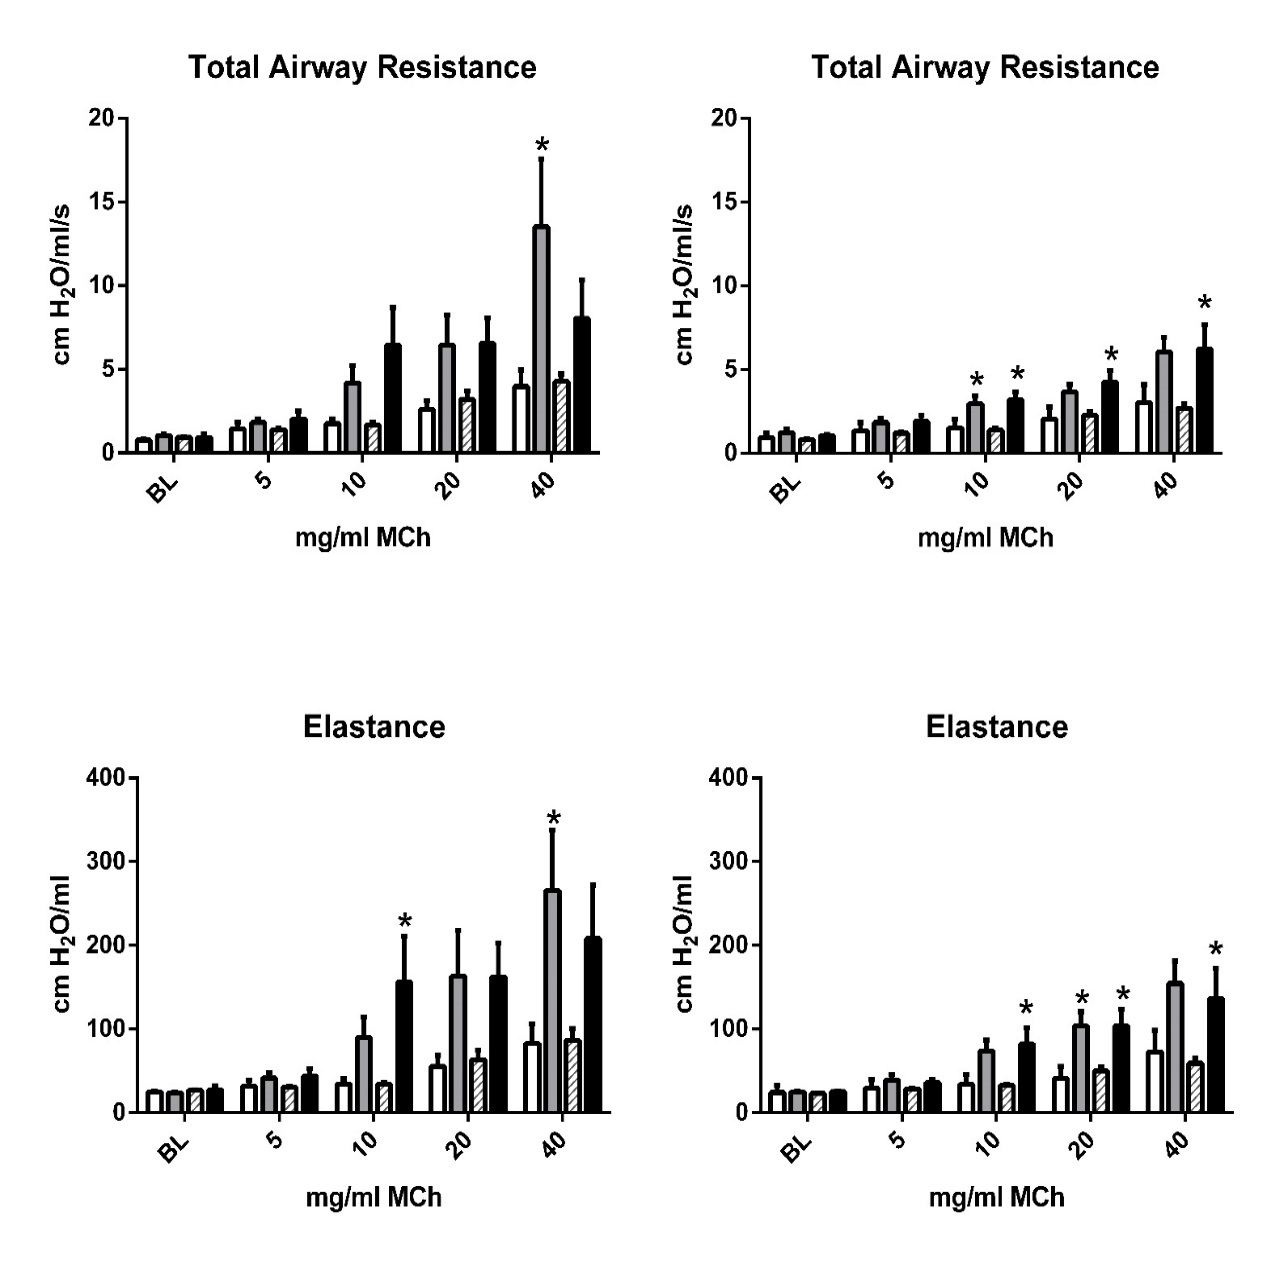 Total Airway Resistance
20
15
10
5
0
cm H₂O/ml/s
*
BL 5 10 20 40
mg/ml MCh
Total Airway Resistance
20
15
10
5
0
cm H₂O/ml/s
* * * *
BL 5 10 20 40
mg/ml MCh
Elastance
400
300
200
100
0
cm H₂O/ml
* *
BL 5 10 20 40
mg/ml MCh
Elastance
400
300
200
100
0
cm H₂O/ml
* * * *
BL 5 10 20 40
mg/ml MCh